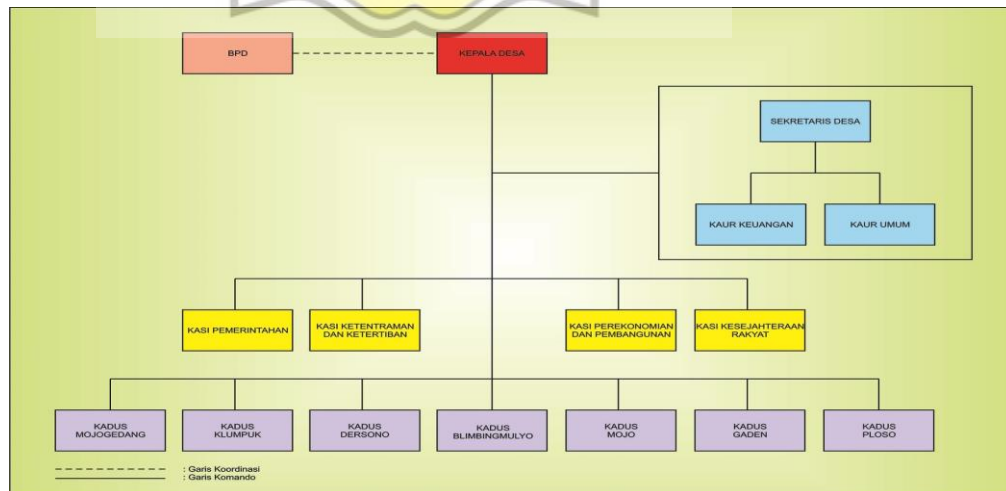 BPD
KEPALA DESA
SEKRETARIS DESA
KAUR KEUANGAN
KAUR UMUM
KASI PEMERINTAHAN
KASI KETENTRAMAN
DAN KETERTIBAN
KASI PEREKONOMIAN
DAN PEMBANGUNAN
KASI KESEJAHTERAAN
RAKYAT
KADUS
MOJOGEDANG
KADUS
KLUMPUK
KADUS
DERSONO
KADUS
BLIMBINGMULYO
KADUS
MOJO
KADUS
GADEN
KADUS
PLOSO
: Garis Koordinasi
: Garis Komando